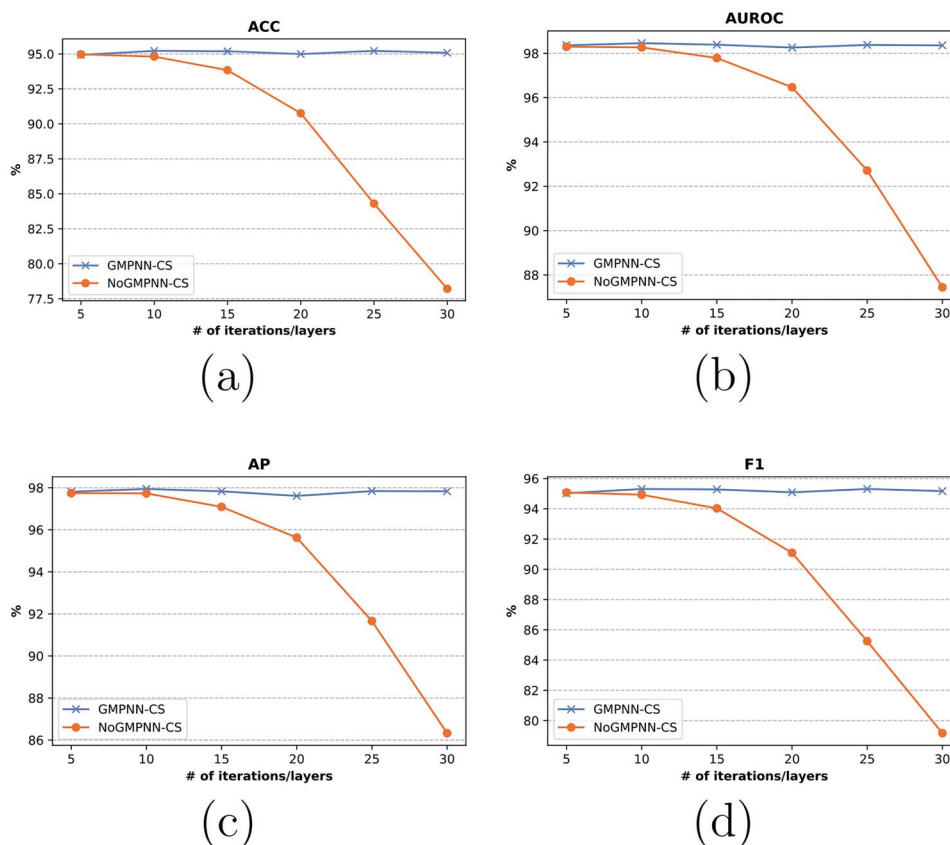 ACC
95.0
92.5
90.0
87.5
85.0
82.5
80.0
77.5
%
GMPNN-CS
NoGMPNN-CS
5 10 15 20 25 30
# of iterations/layers
(a)
AUROC
98
96
94
92
90
88
%
GMPNN-CS
NoGMPNN-CS
5 10 15 20 25 30
# of iterations/layers
(b)
AP
98
96
94
92
90
88
86
%
GMPNN-CS
NoGMPNN-CS
5 10 15 20 25 30
# of iterations/layers
(c)
F1
96
94
92
90
88
86
84
82
80
%
GMPNN-CS
NoGMPNN-CS
5 10 15 20 25 30
# of iterations/layers
(d)